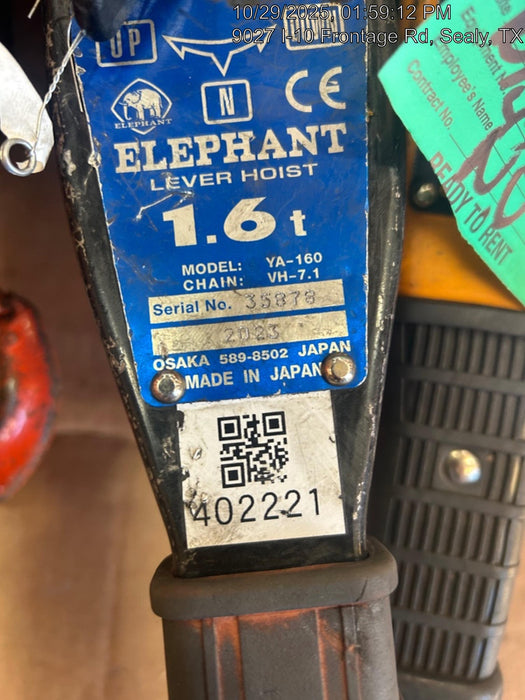 10/29/2025, 01:59:12 PM
9027 I-10 Frontage Rd, Sealy, TX
UP
N
CE
ELEPHANT
ELEPHANT
LEVER HOIST
1.6 t
MODEL: YA-160
CHAIN: VH-7.1
Serial No. 35878
2023
OSAKA 589-8502 JAPAN
MADE IN JAPAN
402221
Employee's Name
Contract No.
READY TO RENT